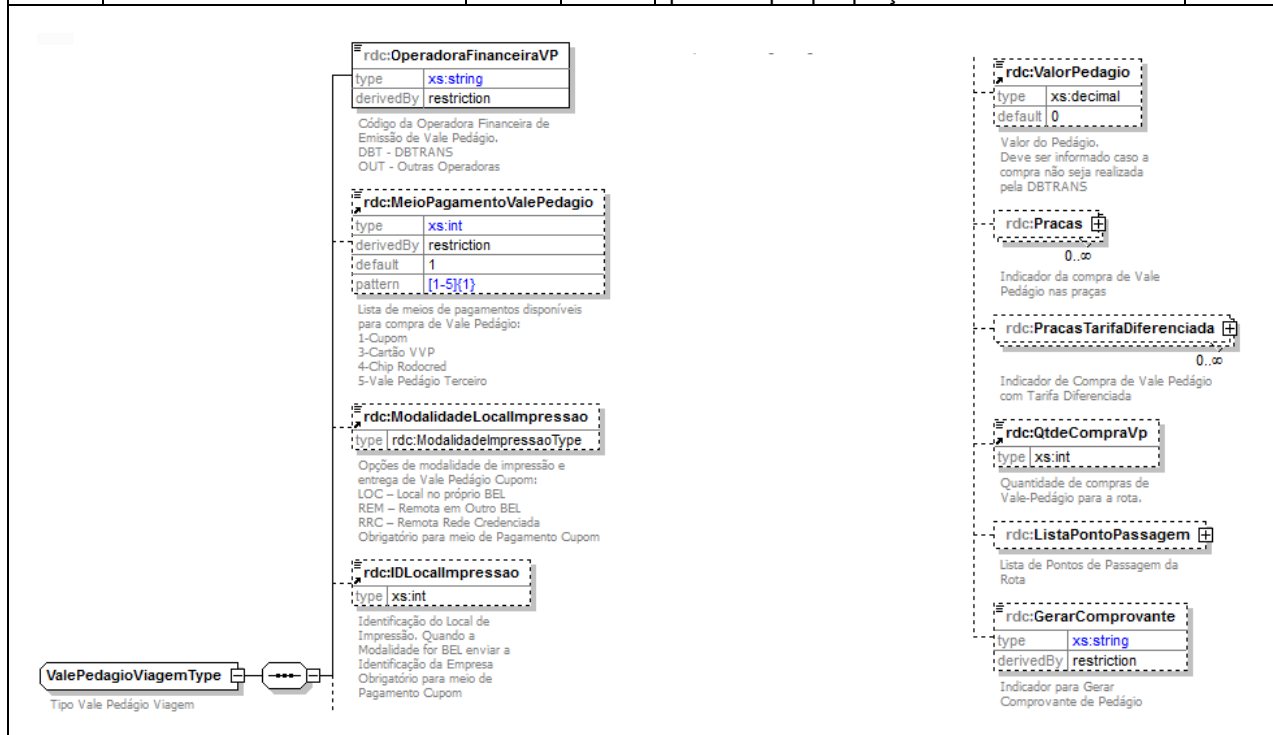 rdc:OperadoraFinanceiraVP
type xs:string
derivedBy restriction
Código da Operadora Financeira de
Emissão de Vale Pedágio.
DBT - DBTRANS
OUT - Outras Operadoras
rdc:MeioPagamentoValePedagio
type xs:int
derivedBy restriction
default 1
pattern [1-5]{1}
Lista de meios de pagamentos disponíveis
para compra de Vale Pedágio:
1-Cupom
3-Cartão VVP
4-Chip Rodocred
5-Vale Pedágio Terceiro
rdc:ModalidadeLocalImpressao
type rdc:ModalidadeImpressaoType
Opções de modalidade de impressão e
entrega de Vale Pedágio Cupom:
LOC – Local no próprio BEL
REM – Remota em Outro BEL
RRC – Remota Rede Credenciada
Obrigatório para meio de Pagamento Cupom
rdc:IDLocalImpressao
type xs:int
Identificação do Local de
Impressão. Quando a
Modalidade for BEL enviar a
Identificação da Empresa
Obrigatório para meio de
Pagamento Cupom
ValePedagioViagemType
Tipo Vale Pedágio Viagem
rdc:ValorPedagio
type xs:decimal
default 0
Valor do Pedágio.
Deve ser informado caso a
compra não seja realizada
pela DBTRANS
rdc:Pracas
0..∞
Indicador da compra de Vale
Pedágio nas praças
rdc:PracasTarifaDiferenciada
0..∞
Indicador de Compra de Vale Pedágio
com Tarifa Diferenciada
rdc:QtdeCompraVp
type xs:int
Quantidade de compras de
Vale-Pedágio para a rota.
rdc:ListaPontoPassagem
Lista de Pontos de Passagem da
Rota
rdc:GerarComprovante
type xs:string
derivedBy restriction
Indicador para Gerar
Comprovante de Pedágio